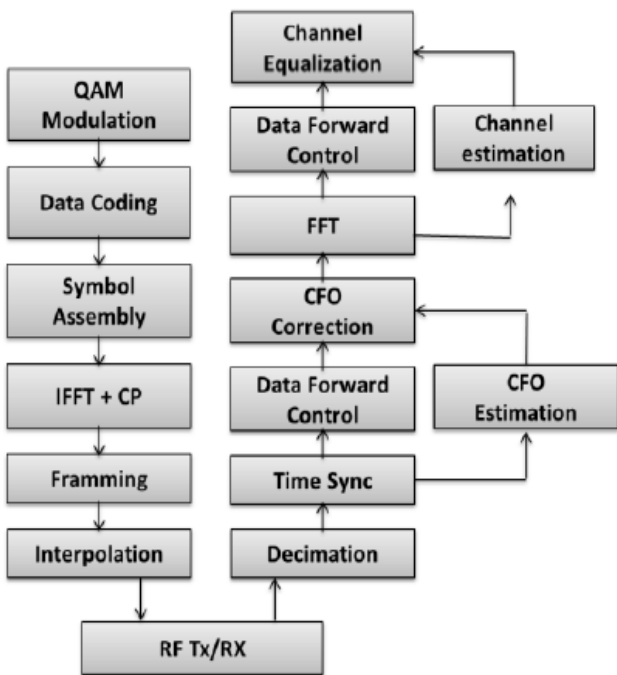 QAM
Modulation
Data Coding
Symbol
Assembly
IFFT + CP
Framming
Interpolation
RF Tx/RX
Decimation
Time Sync
Data Forward
Control
CFO
Estimation
CFO
Correction
FFT
Data Forward
Control
Channel
estimation
Channel
Equalization